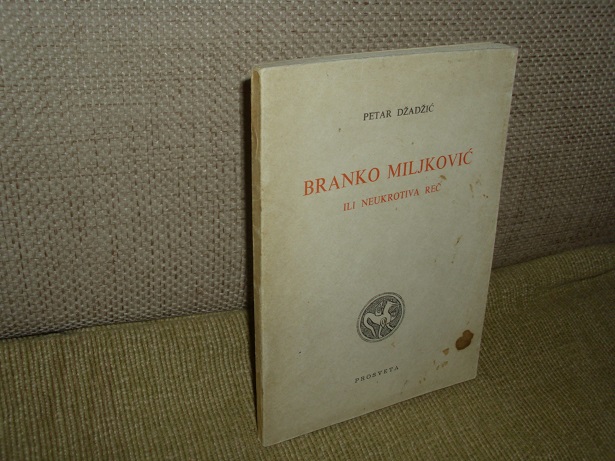 PETAR DŽADŽIĆ
BRANKO MILJKOVIĆ
ILI NEUKROTIVA REČ
PROSVETA